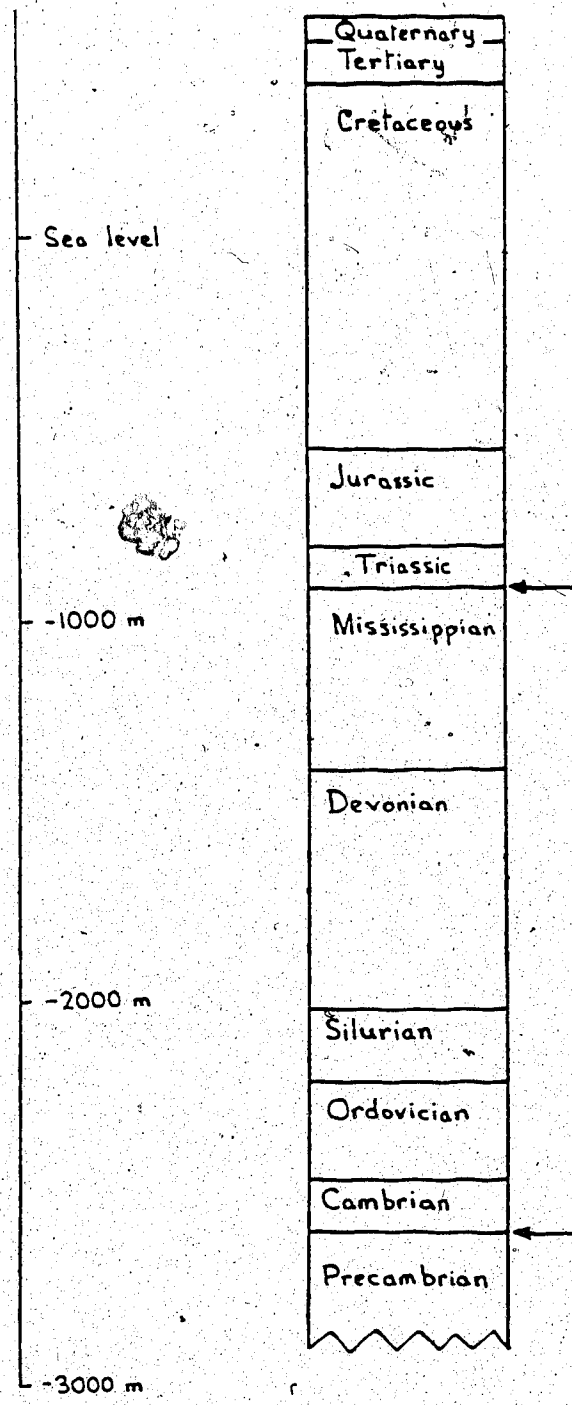 Quaternary
Tertiary
Cretaceous
Sea level
Jurassic
Triassic
-1000 m
Mississippian
Devonian
-2000 m
Silurian
Ordovician
Cambrian
Precambrian
-3000 m